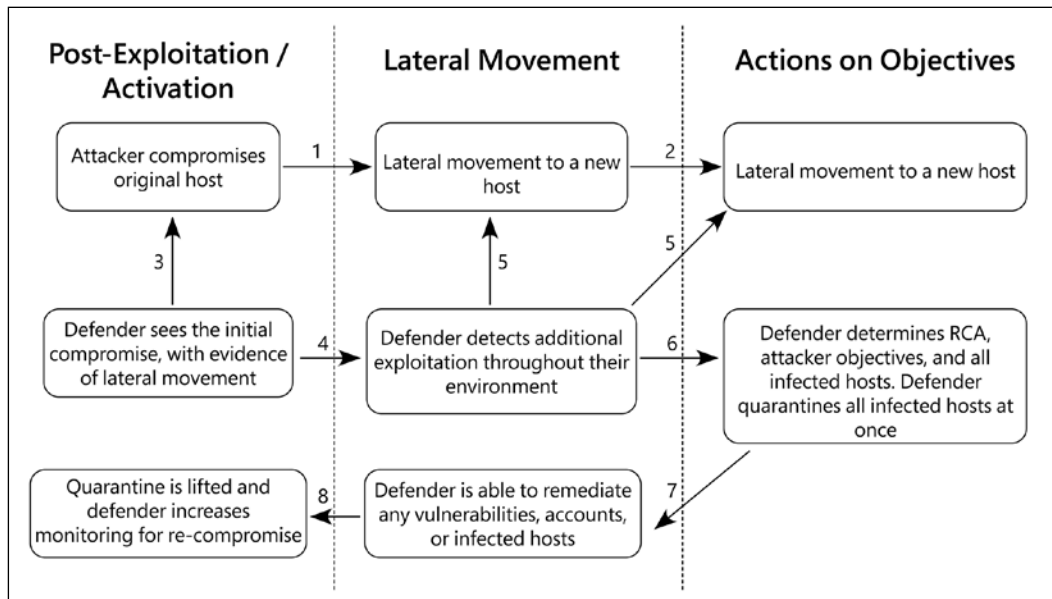 Post-Exploitation /
Activation
Lateral Movement
Actions on Objectives
Attacker compromises
original host
1
Lateral movement to a new
host
2
Lateral movement to a new host
3
5
5
Defender sees the initial
compromise, with evidence
of lateral movement
4
Defender detects additional
exploitation throughout their
environment
6
Defender determines RCA,
attacker objectives, and all
infected hosts. Defender
quarantines all infected hosts at
once
Quarantine is lifted and
defender increases
monitoring for re-compromise
8
Defender is able to remediate
any vulnerabilities, accounts,
or infected hosts
7